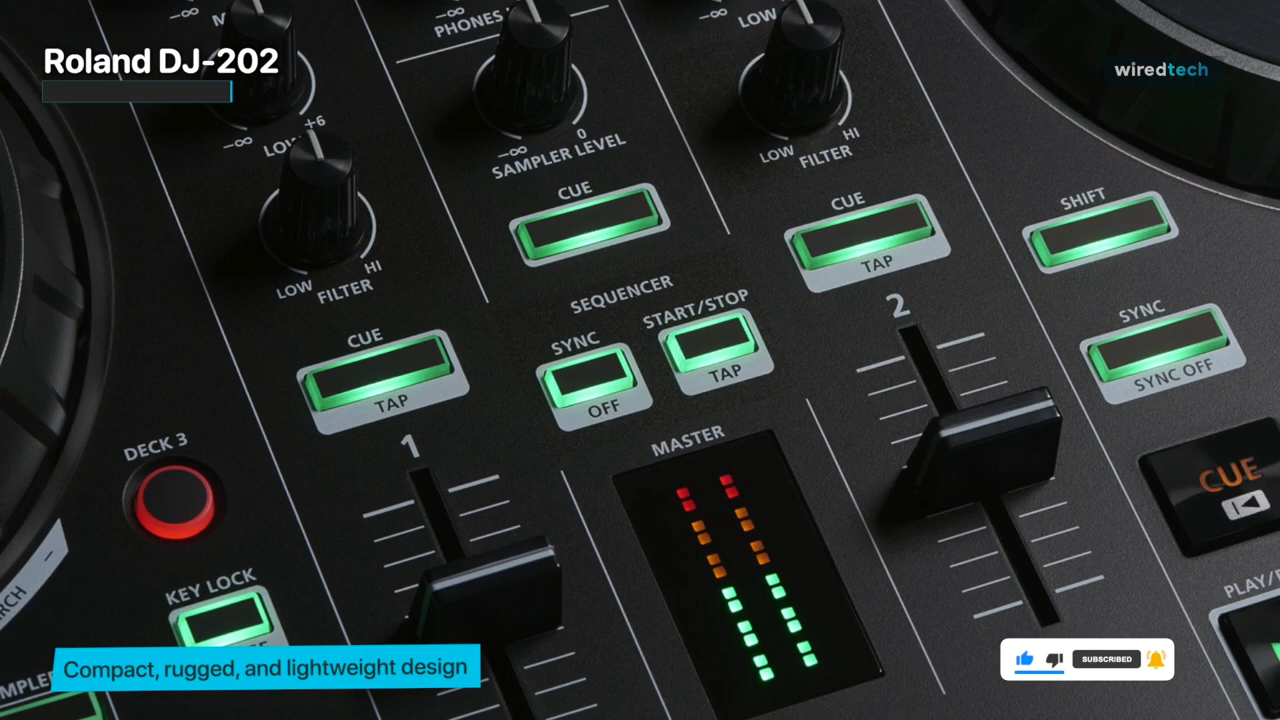 Roland DJ-202
wiredtech
-∞
PHONES
-∞
LOW
-∞
+6
-∞
LOW
-∞
0
SAMPLER LEVEL
LOW
HI
FILTER
LOW
HI
FILTER
CUE
CUE
TAP
SHIFT
SEQUENCER
SYNC
OFF
START/STOP
TAP
CUE
TAP
2
SYNC
SYNC OFF
DECK 3
1
MASTER
CUE
KEY LOCK
Compact, rugged, and lightweight design
SUBSCRIBED